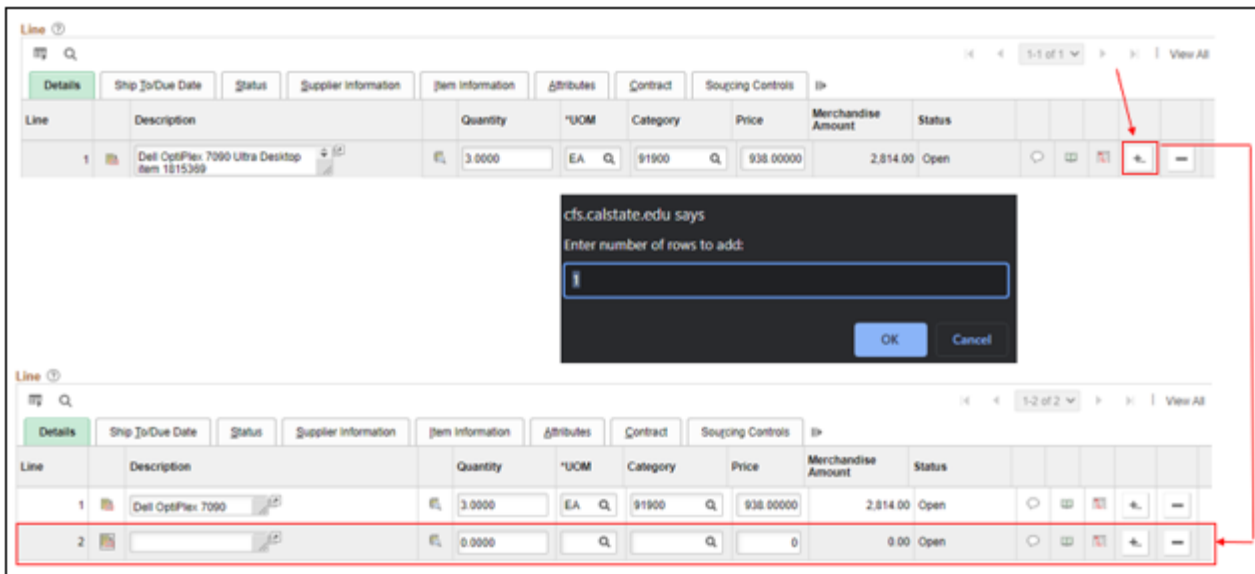 Line
1-1 of 1 View All
Details Ship To/Due Date Status Supplier Information Item Information Attributes Contract Sourcing Controls
Line Description Quantity *UOM Category Price Merchandise Amount Status
1 Dell OptiPlex 7090 Ultra Desktop item 1815369 3.0000 EA 91900 938.00000 2,814.00 Open
cfs.calstate.edu says
Enter number of rows to add:
1
OK Cancel
Line
1-2 of 2 View All
Details Ship To/Due Date Status Supplier Information Item Information Attributes Contract Sourcing Controls
Line Description Quantity *UOM Category Price Merchandise Amount Status
1 Dell OptiPlex 7090 3.0000 EA 91900 938.00000 2,814.00 Open
2 0.0000 0 0.00 Open